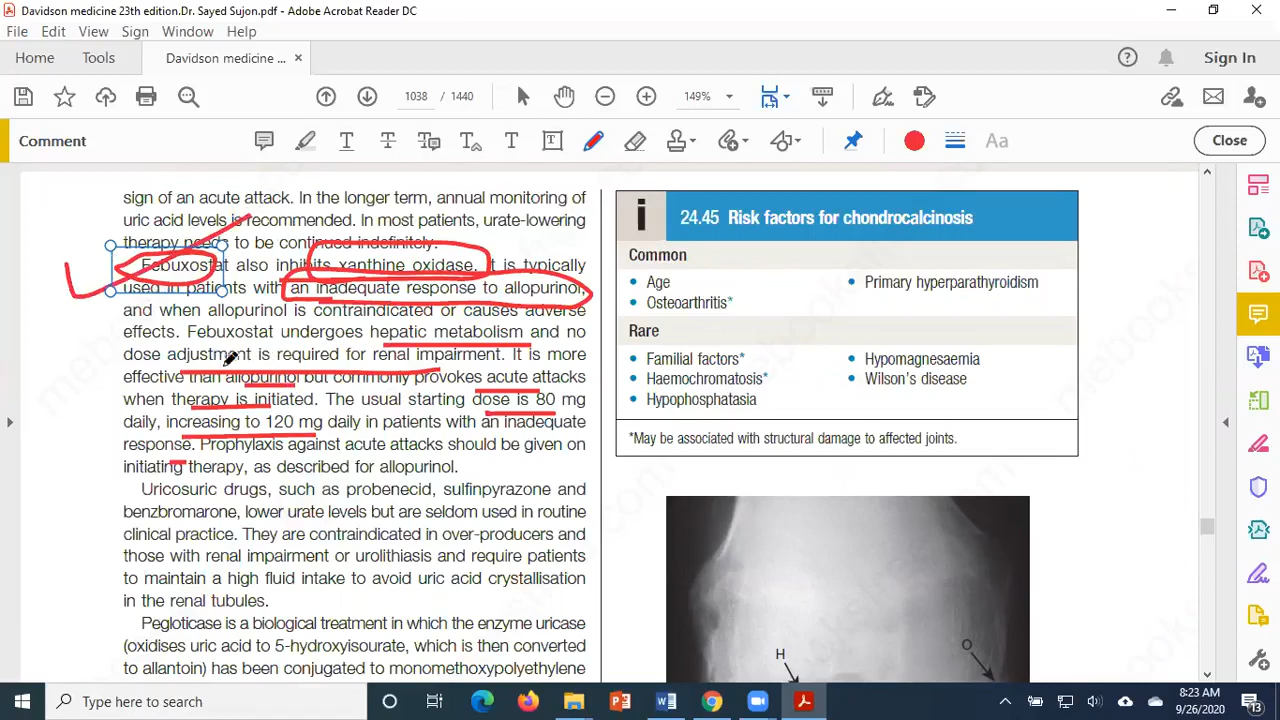 Davidson medicine 23th edition.Dr. Sayed Sujon.pdf - Adobe Acrobat Reader DC
File Edit View Sign Window Help
Home Tools Davidson medicine ... × Sign In
1038 / 1440 149%
Comment Aa Close
sign of an acute attack. In the longer term, annual monitoring of
uric acid levels is recommended. In most patients, urate-lowering
therapy needs to be continued indefinitely.
Febuxostat also inhibits xanthine oxidase. It is typically
used in patients with an inadequate response to allopurinol,
and when allopurinol is contraindicated or causes adverse
effects. Febuxostat undergoes hepatic metabolism and no
dose adjustment is required for renal impairment. It is more
effective than allopurinol but commonly provokes acute attacks
when therapy is initiated. The usual starting dose is 80 mg
daily, increasing to 120 mg daily in patients with an inadequate
response. Prophylaxis against acute attacks should be given on
initiating therapy, as described for allopurinol.
Uricosuric drugs, such as probenecid, sulfinpyrazone and
benzbromarone, lower urate levels but are seldom used in routine
clinical practice. They are contraindicated in over-producers and
those with renal impairment or urolithiasis and require patients
to maintain a high fluid intake to avoid uric acid crystallisation
in the renal tubules.
Pegloticase is a biological treatment in which the enzyme uricase
(oxidises uric acid to 5-hydroxyisourate, which is then converted
to allantoin) has been conjugated to monomethoxypolyethylene
i 24.45 Risk factors for chondrocalcinosis
Common
• Age • Primary hyperparathyroidism
• Osteoarthritis*
Rare
• Familial factors* • Hypomagnesaemia
• Haemochromatosis* • Wilson's disease
• Hypophosphatasia
*May be associated with structural damage to affected joints.
H O
Type here to search
8:23 AM
9/26/2020
13